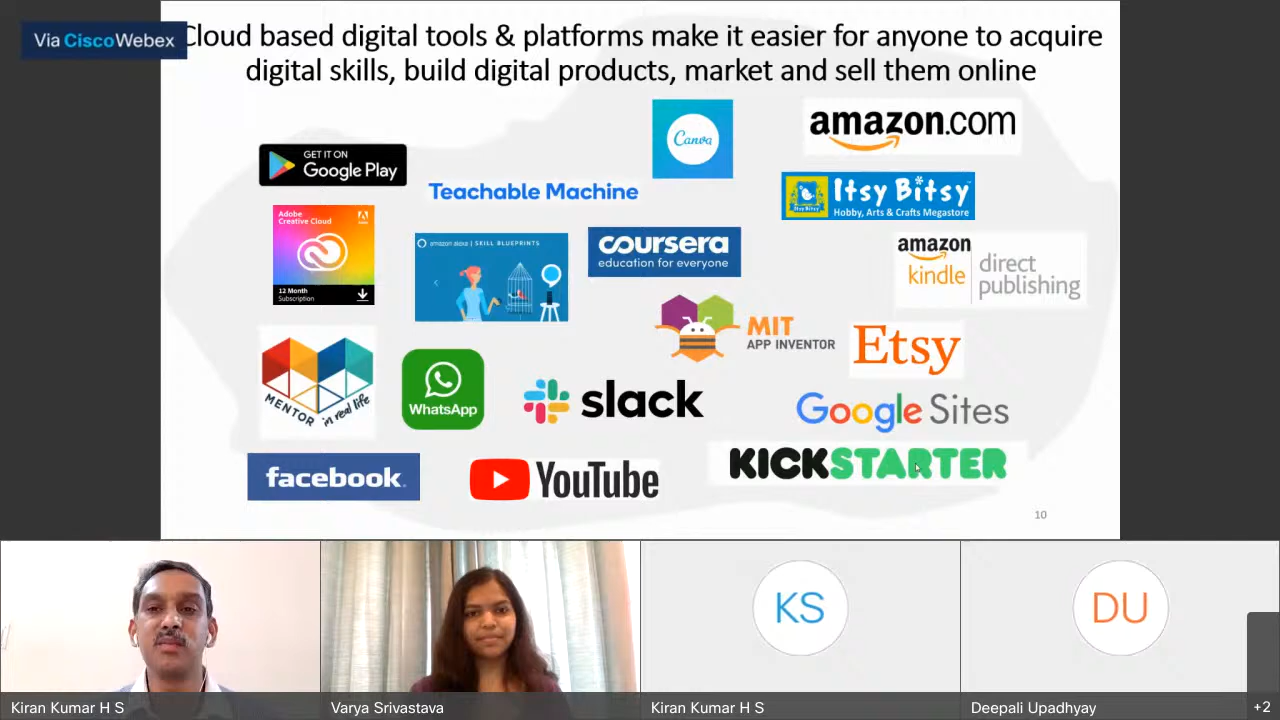 Via Cisco Webex
Cloud based digital tools & platforms make it easier for anyone to acquire
digital skills, build digital products, market and sell them online
Canva
amazon.com
GET IT ON
Google Play
Teachable Machine
Itsy Bitsy
Hobby, Arts & Crafts Megastore
Itsy Bitsy
Adobe
Creative Cloud
12 Month
Subscription
amazon alexa | SKILL BLUEPRINTS
coursera
education for everyone
amazon
kindle
direct
publishing
MIT
APP INVENTOR
Etsy
MENTOR in real life
WhatsApp
slack
Google Sites
facebook
YouTube
KICKSTARTER
10
KS
DU
Kiran Kumar H S
Varya Srivastava
Kiran Kumar H S
Deepali Upadhyay
+2